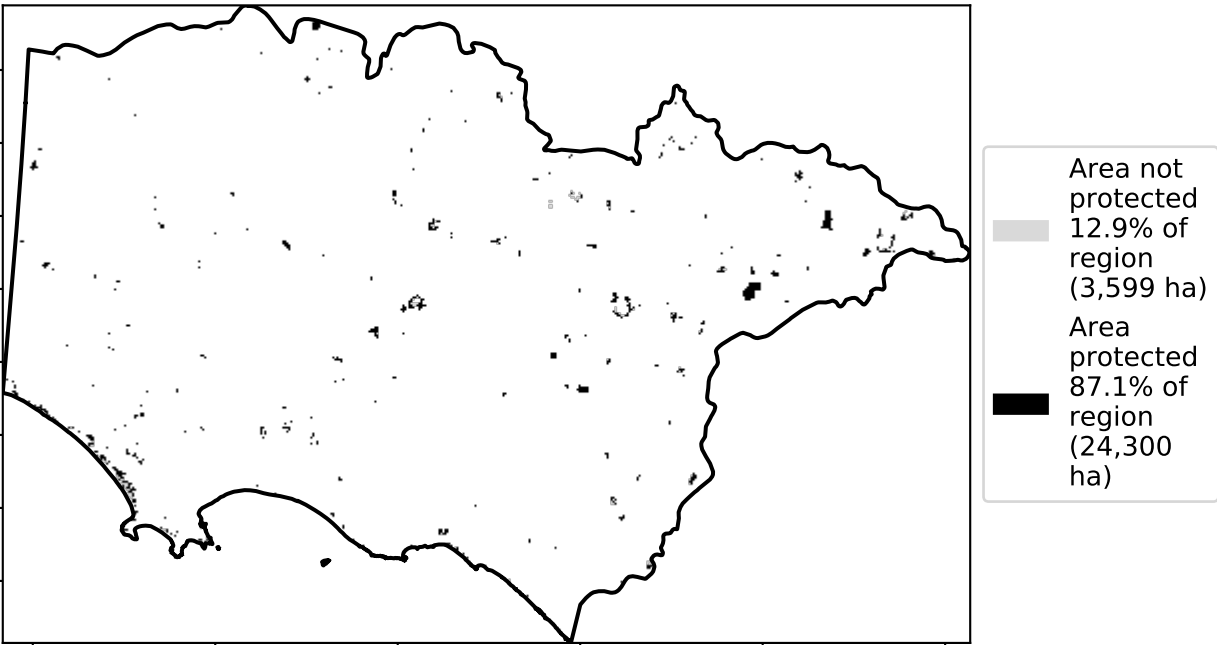 Area not
protected
12.9% of
region
(3,599 ha)
Area
protected
87.1% of
region
(24,300
ha)